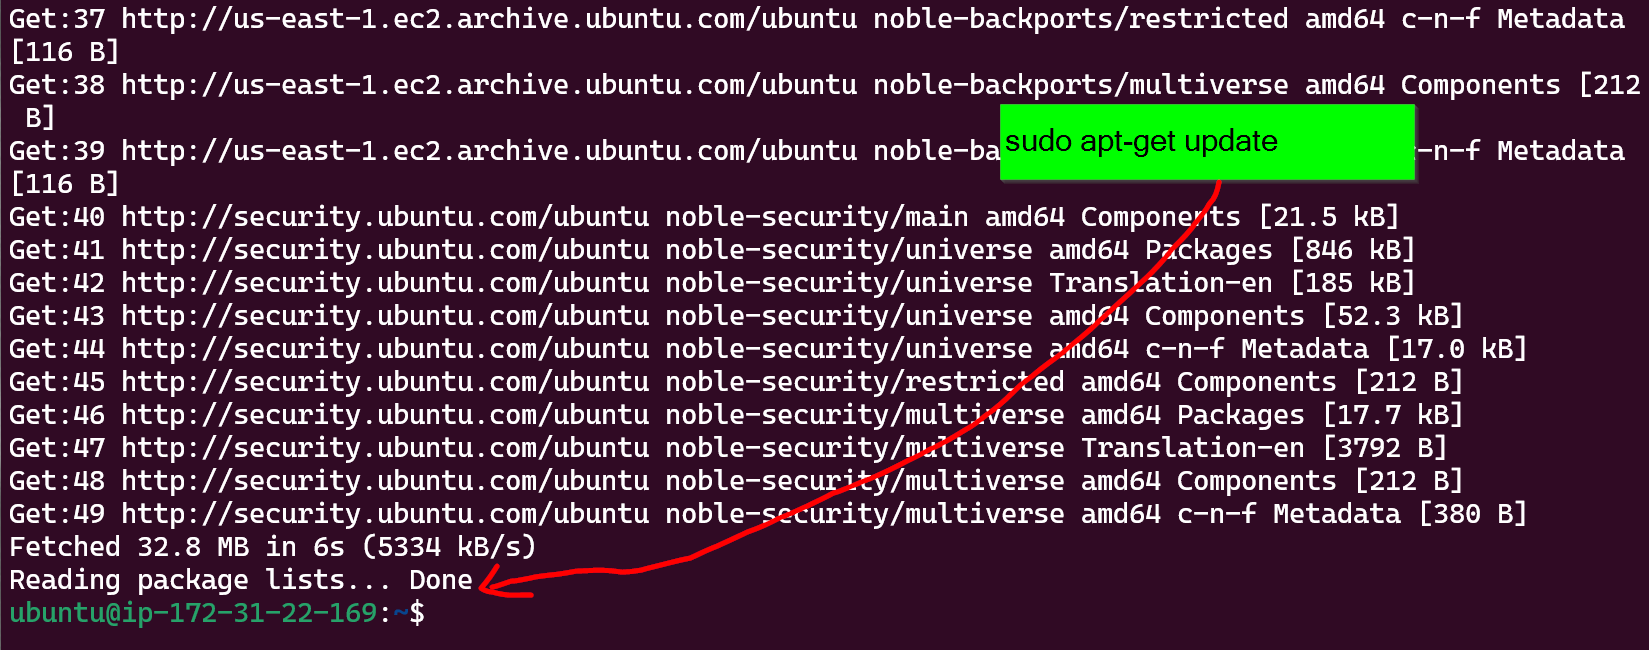 Get:37 http://us-east-1.ec2.archive.ubuntu.com/ubuntu noble-backports/restricted amd64 c-n-f Metadata
[116 B]
Get:38 http://us-east-1.ec2.archive.ubuntu.com/ubuntu noble-backports/multiverse amd64 Components [212
 B]
sudo apt-get update
Get:39 http://us-east-1.ec2.archive.ubuntu.com/ubuntu noble-ba c-n-f Metadata
[116 B]
Get:40 http://security.ubuntu.com/ubuntu noble-security/main amd64 Components [21.5 kB]
Get:41 http://security.ubuntu.com/ubuntu noble-security/universe amd64 Packages [846 kB]
Get:42 http://security.ubuntu.com/ubuntu noble-security/universe Translation-en [185 kB]
Get:43 http://security.ubuntu.com/ubuntu noble-security/universe amd64 Components [52.3 kB]
Get:44 http://security.ubuntu.com/ubuntu noble-security/universe amd64 c-n-f Metadata [17.0 kB]
Get:45 http://security.ubuntu.com/ubuntu noble-security/restricted amd64 Components [212 B]
Get:46 http://security.ubuntu.com/ubuntu noble-security/multiverse amd64 Packages [17.7 kB]
Get:47 http://security.ubuntu.com/ubuntu noble-security/multiverse Translation-en [3792 B]
Get:48 http://security.ubuntu.com/ubuntu noble-security/multiverse amd64 Components [212 B]
Get:49 http://security.ubuntu.com/ubuntu noble-security/multiverse amd64 c-n-f Metadata [380 B]
Fetched 32.8 MB in 6s (5334 kB/s)
Reading package lists... Done
ubuntu@ip-172-31-22-169:~$